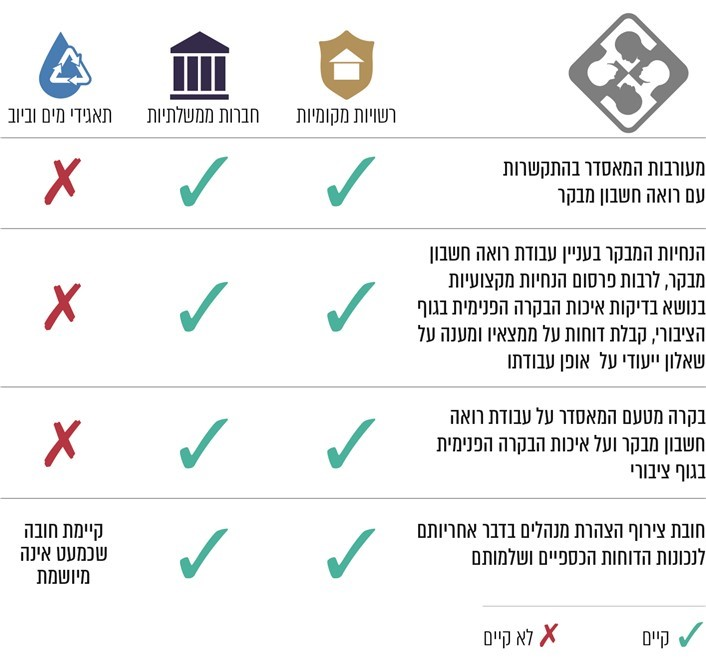 רשויות מקומיות
חברות ממשלתיות
תאגידי מים וביוב
מעורבות המאסדר בהתקשרות
עם רואה חשבון מבקר
הנחיות המבקר בעניין עבודת רואה חשבון
מבקר, לרבות פרסום הנחיות מקצועיות
בנושא בדיקות איכות הבקרה הפנימית בגוף
הציבורי, קבלת דוחות על ממצאיו ומענה על
שאלון ייעודי על אופן עבודתו
בקרה מטעם המאסדר על עבודת רואה
חשבון מבקר ועל איכות הבקרה הפנימית
בגוף ציבורי
חובת צירוף הצהרת מנהלים בדבר אחריותם
לנכונות הדוחות הכספיים ושלמותם
קיימת חובה
שכמעט אינה
מיושמת
קיים
לא קיים